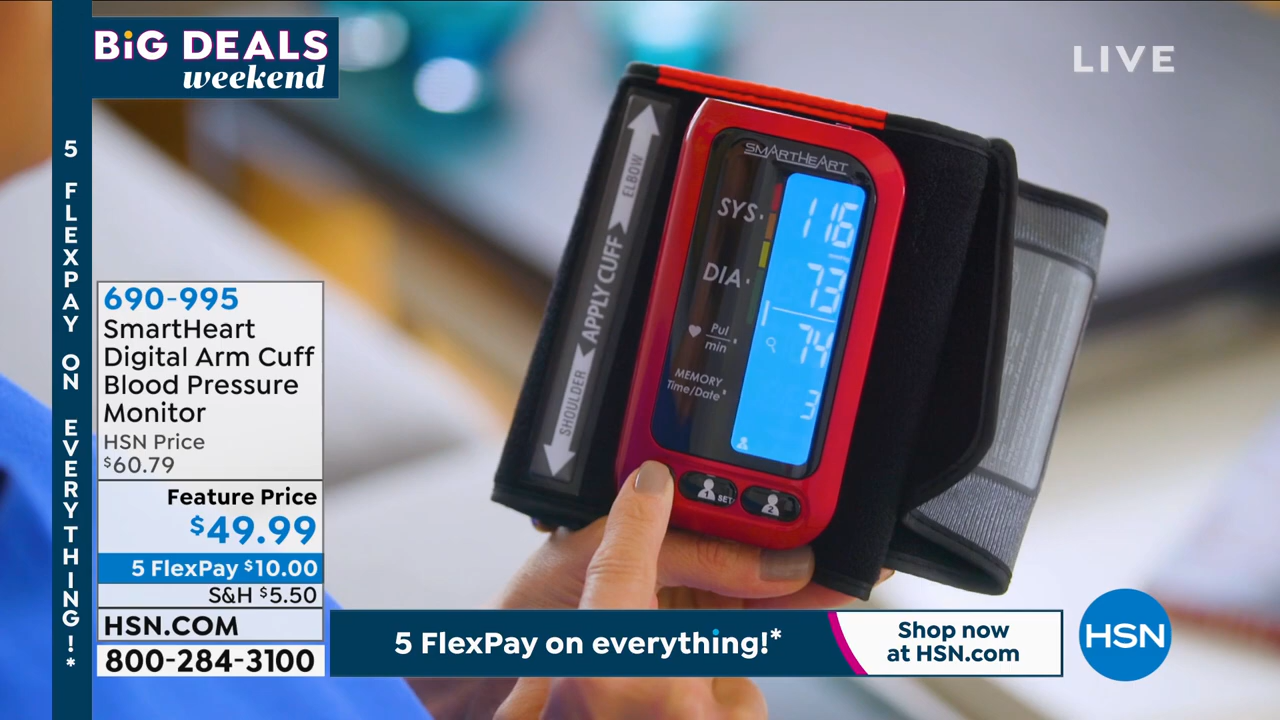 BiG DEALS
weekend
LIVE
5 FLEXPAY ON EVERYTHING!*
690-995
SmartHeart
Digital Arm Cuff
Blood Pressure
Monitor
HSN Price
$60.79
Feature Price
$49.99
5 FlexPay $10.00
S&H $5.50
HSN.COM
800-284-3100
SHOULDER APPLY CUFF ELBOW
SMARTHEART
SYS.
116
DIA.
73
Pul
min
74
MEMORY
Time/Date
3
1 SET
2
5 FlexPay on everything!*
Shop now
at HSN.com
HSN